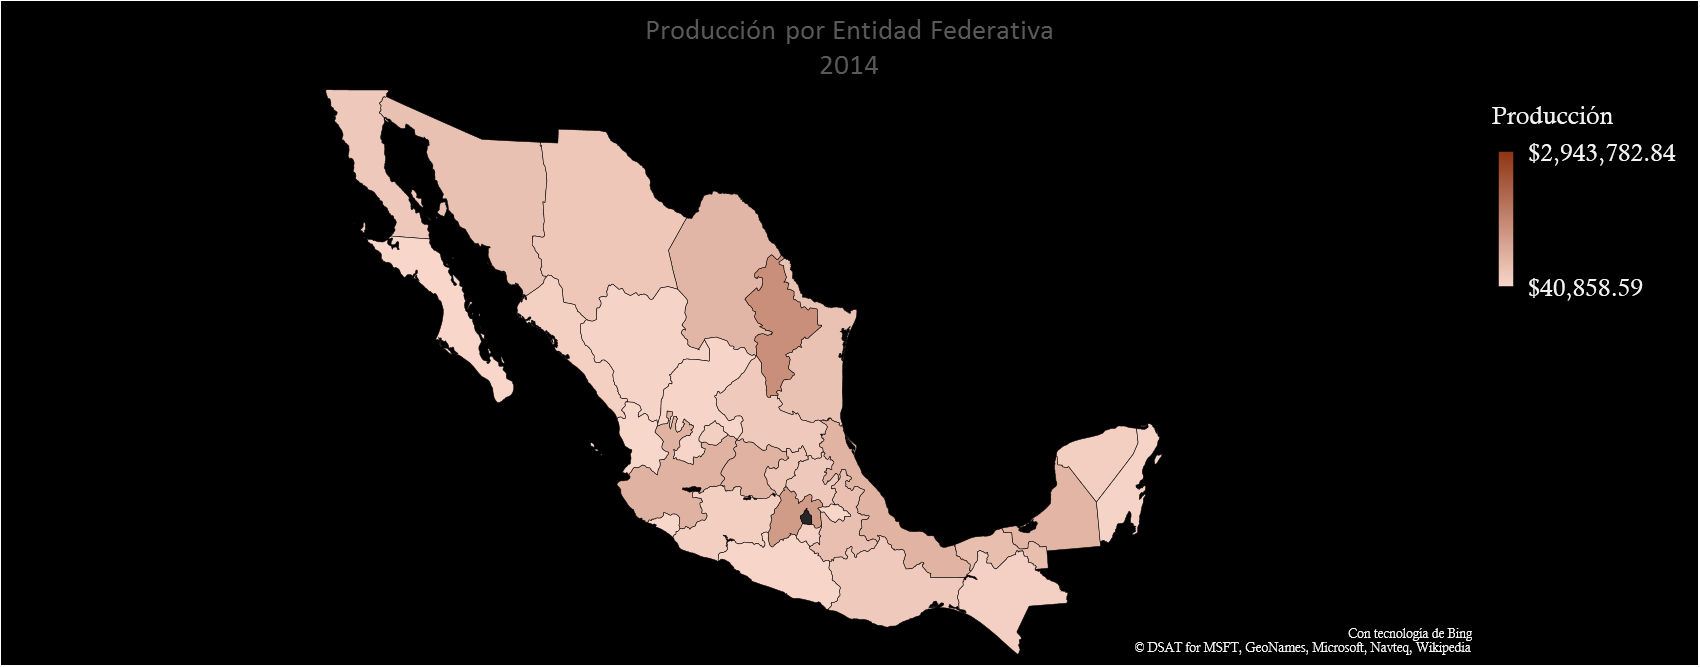 Producción por Entidad Federativa
2014
Producción
$2,943,782.84
$40,858.59
Con tecnología de Bing
© DSAT for MSFT, GeoNames, Microsoft, Navteq, Wikipedia